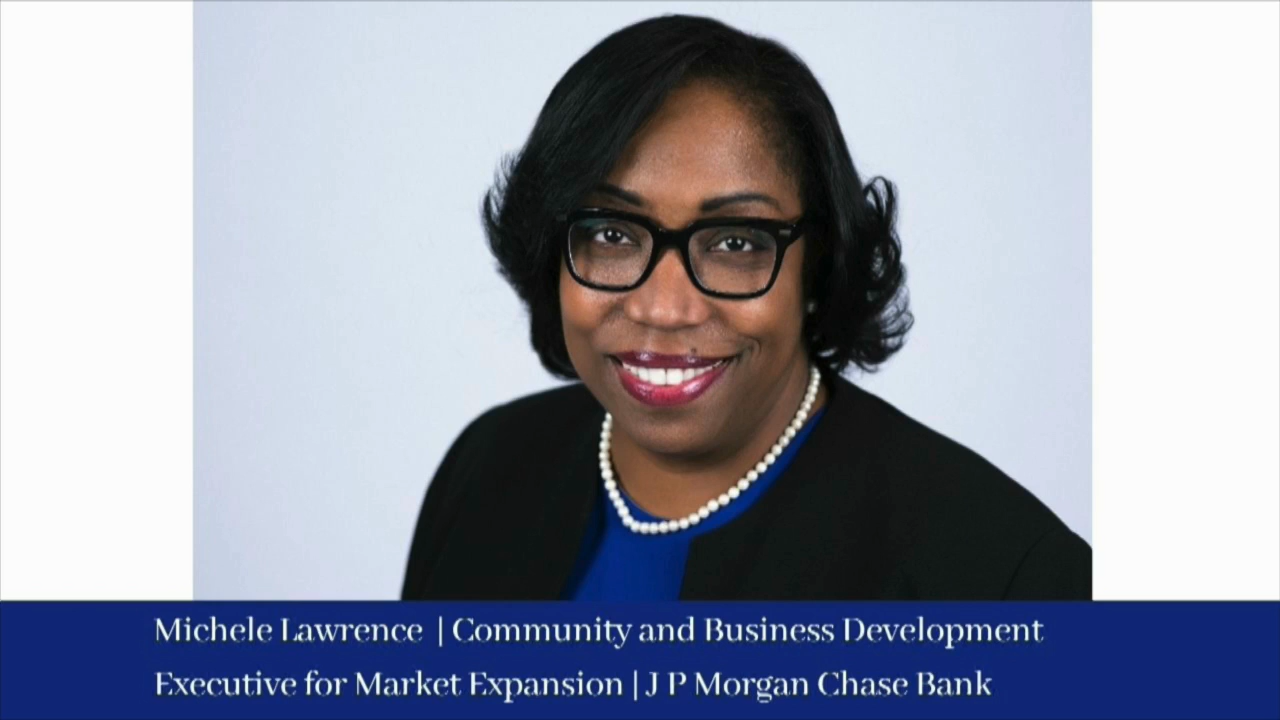 Michele Lawrence | Community and Business Development
Executive for Market Expansion | J P Morgan Chase Bank